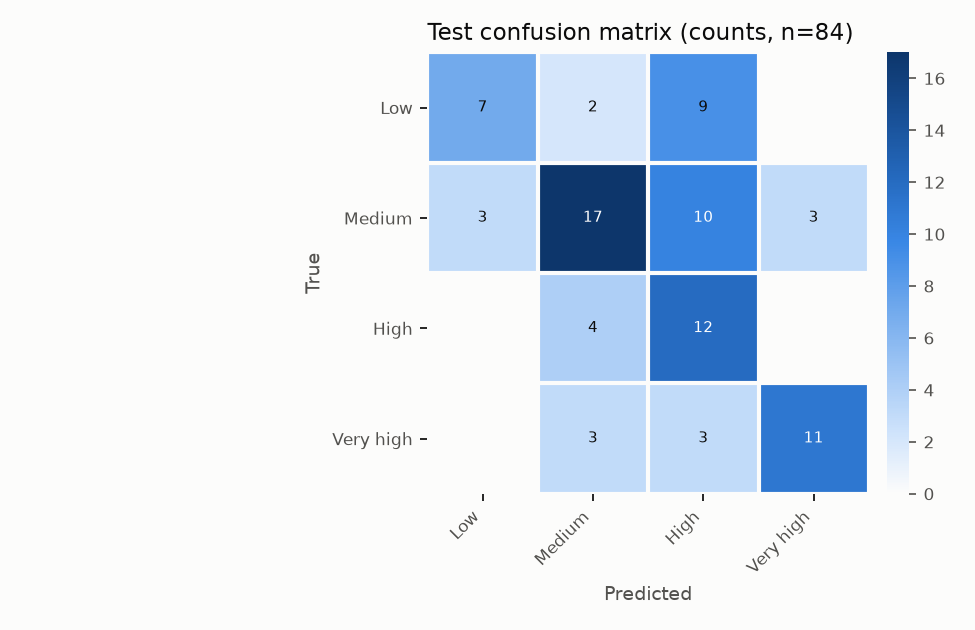 Test confusion matrix (counts, n=84)
Low 7 2 9
Medium 3 17 10 3
High 4 12
Very high 3 3 11
True
Low Medium High Very high
Predicted
16
14
12
10
8
6
4
2
0